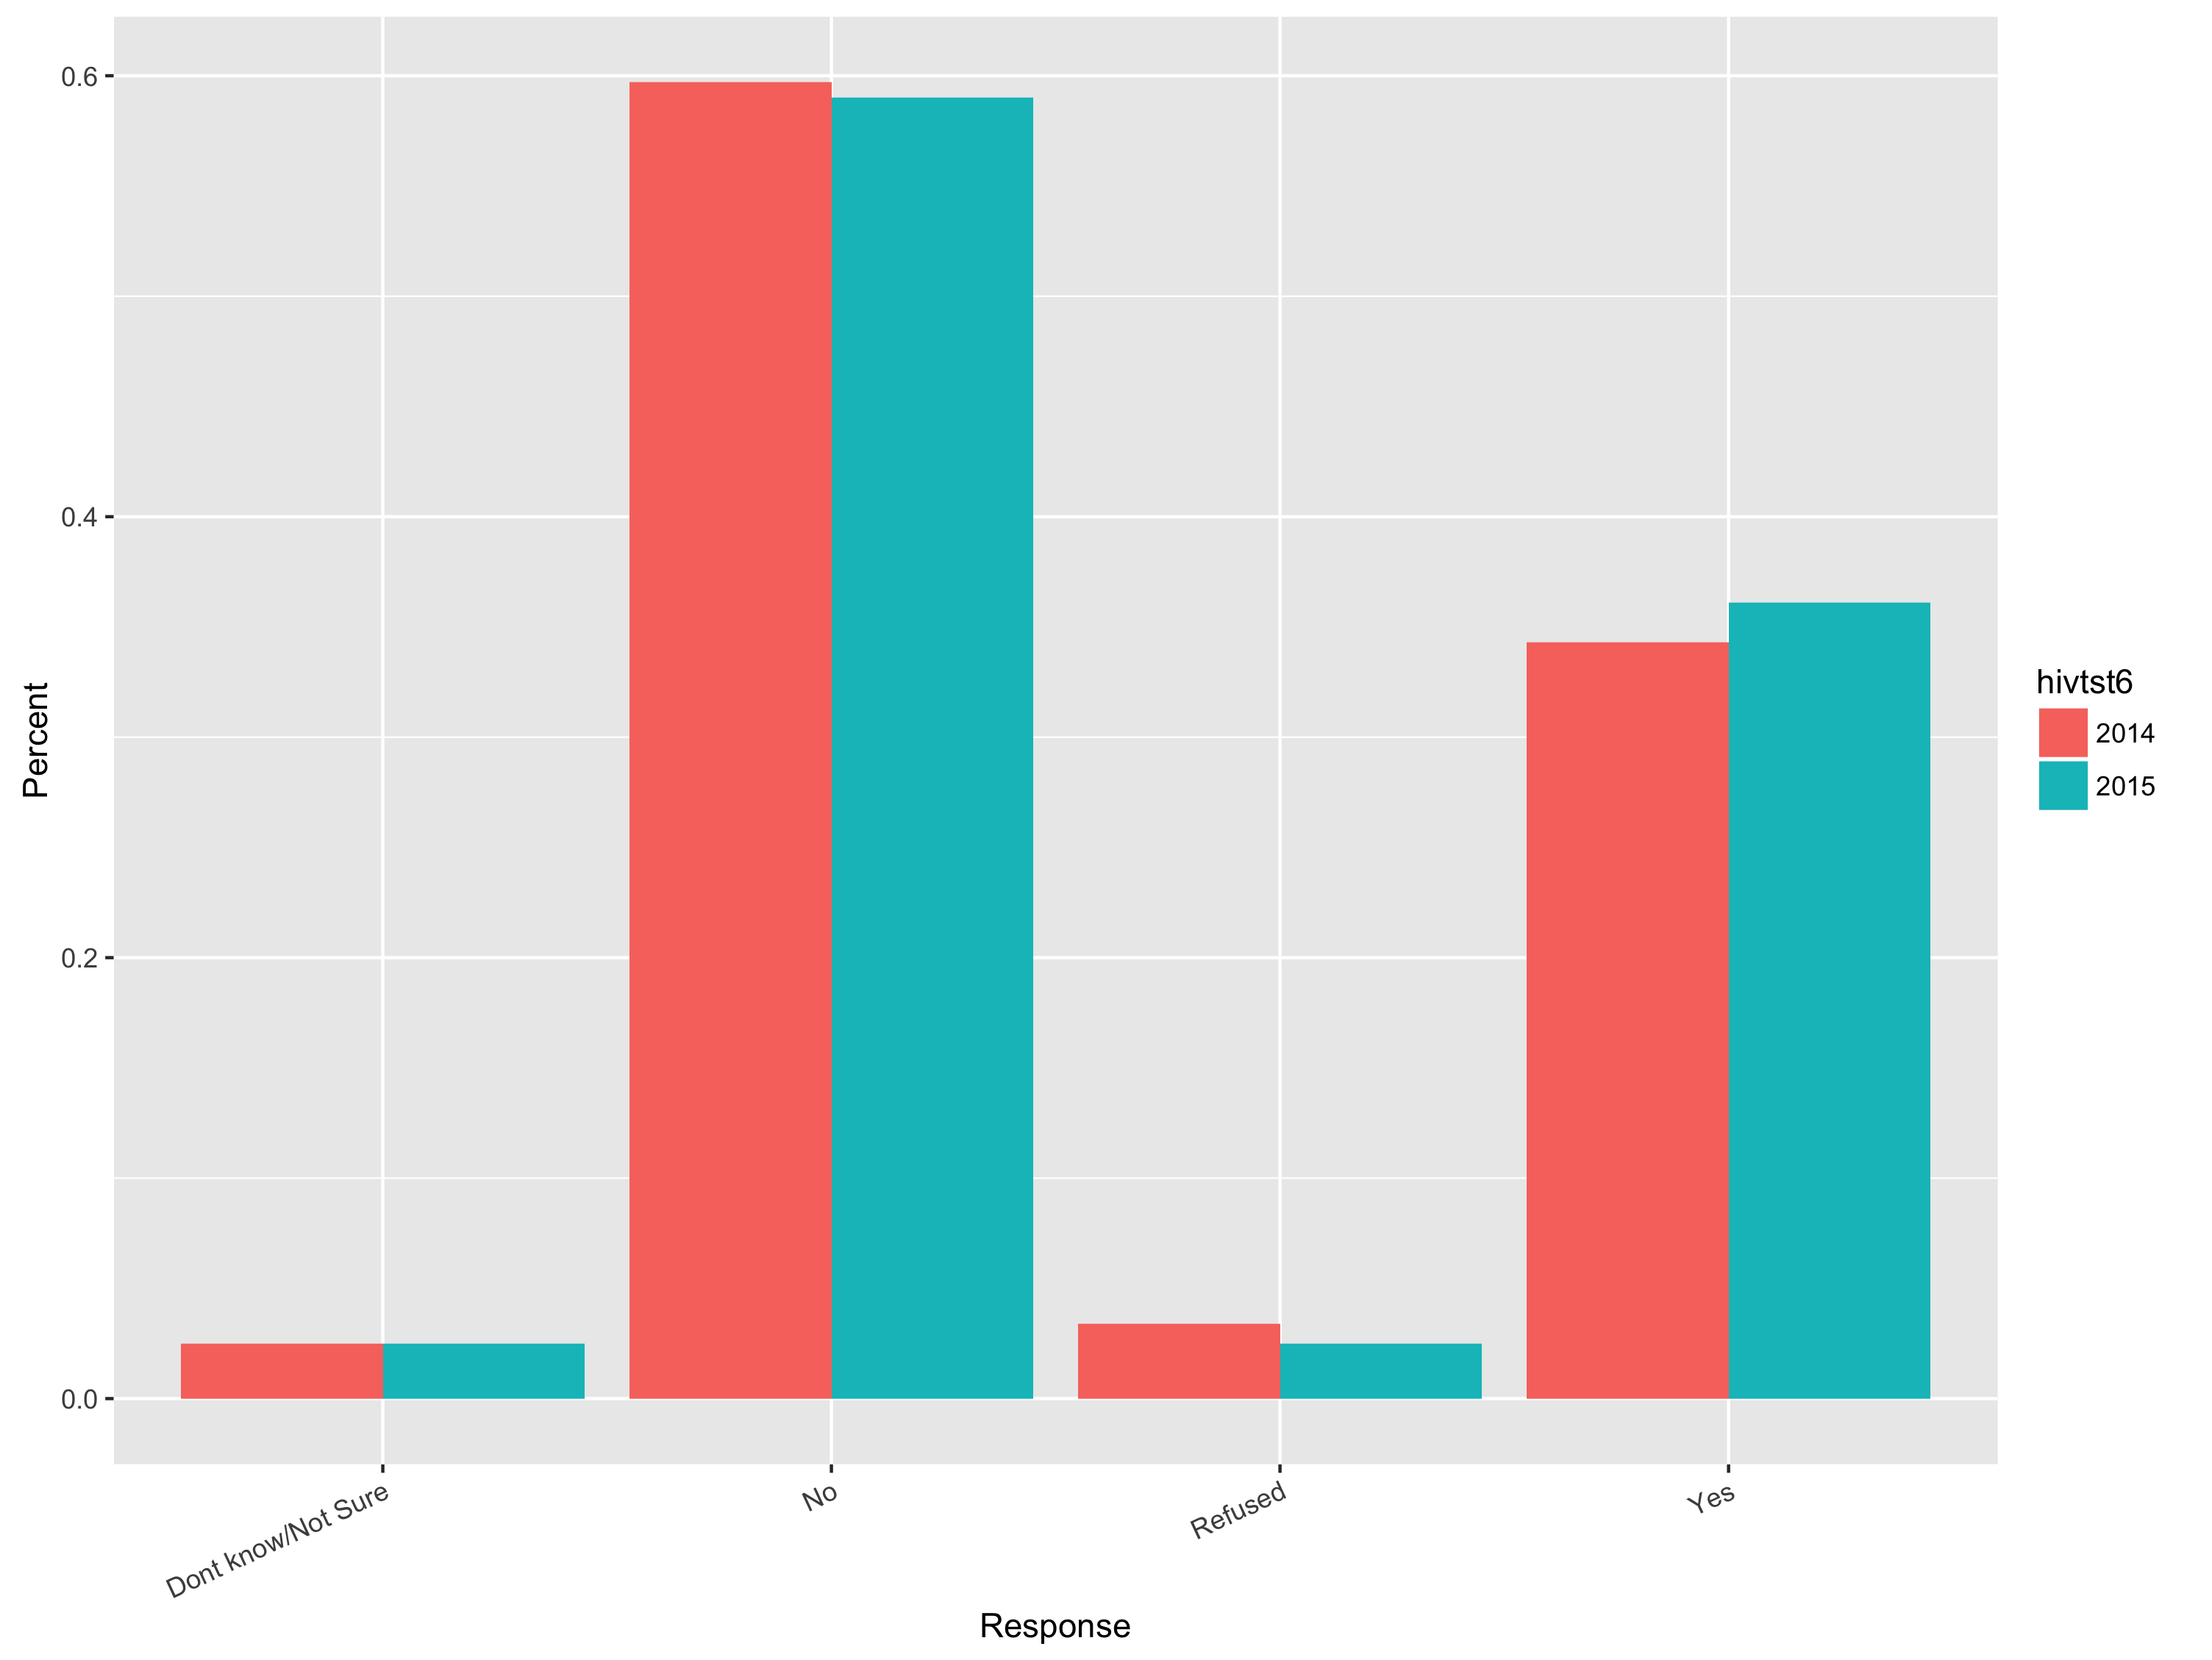 0.6
0.4
0.2
0.0
Percent
Dont know/Not Sure
No
Refused
Yes
Response
hivtst6
2014
2015